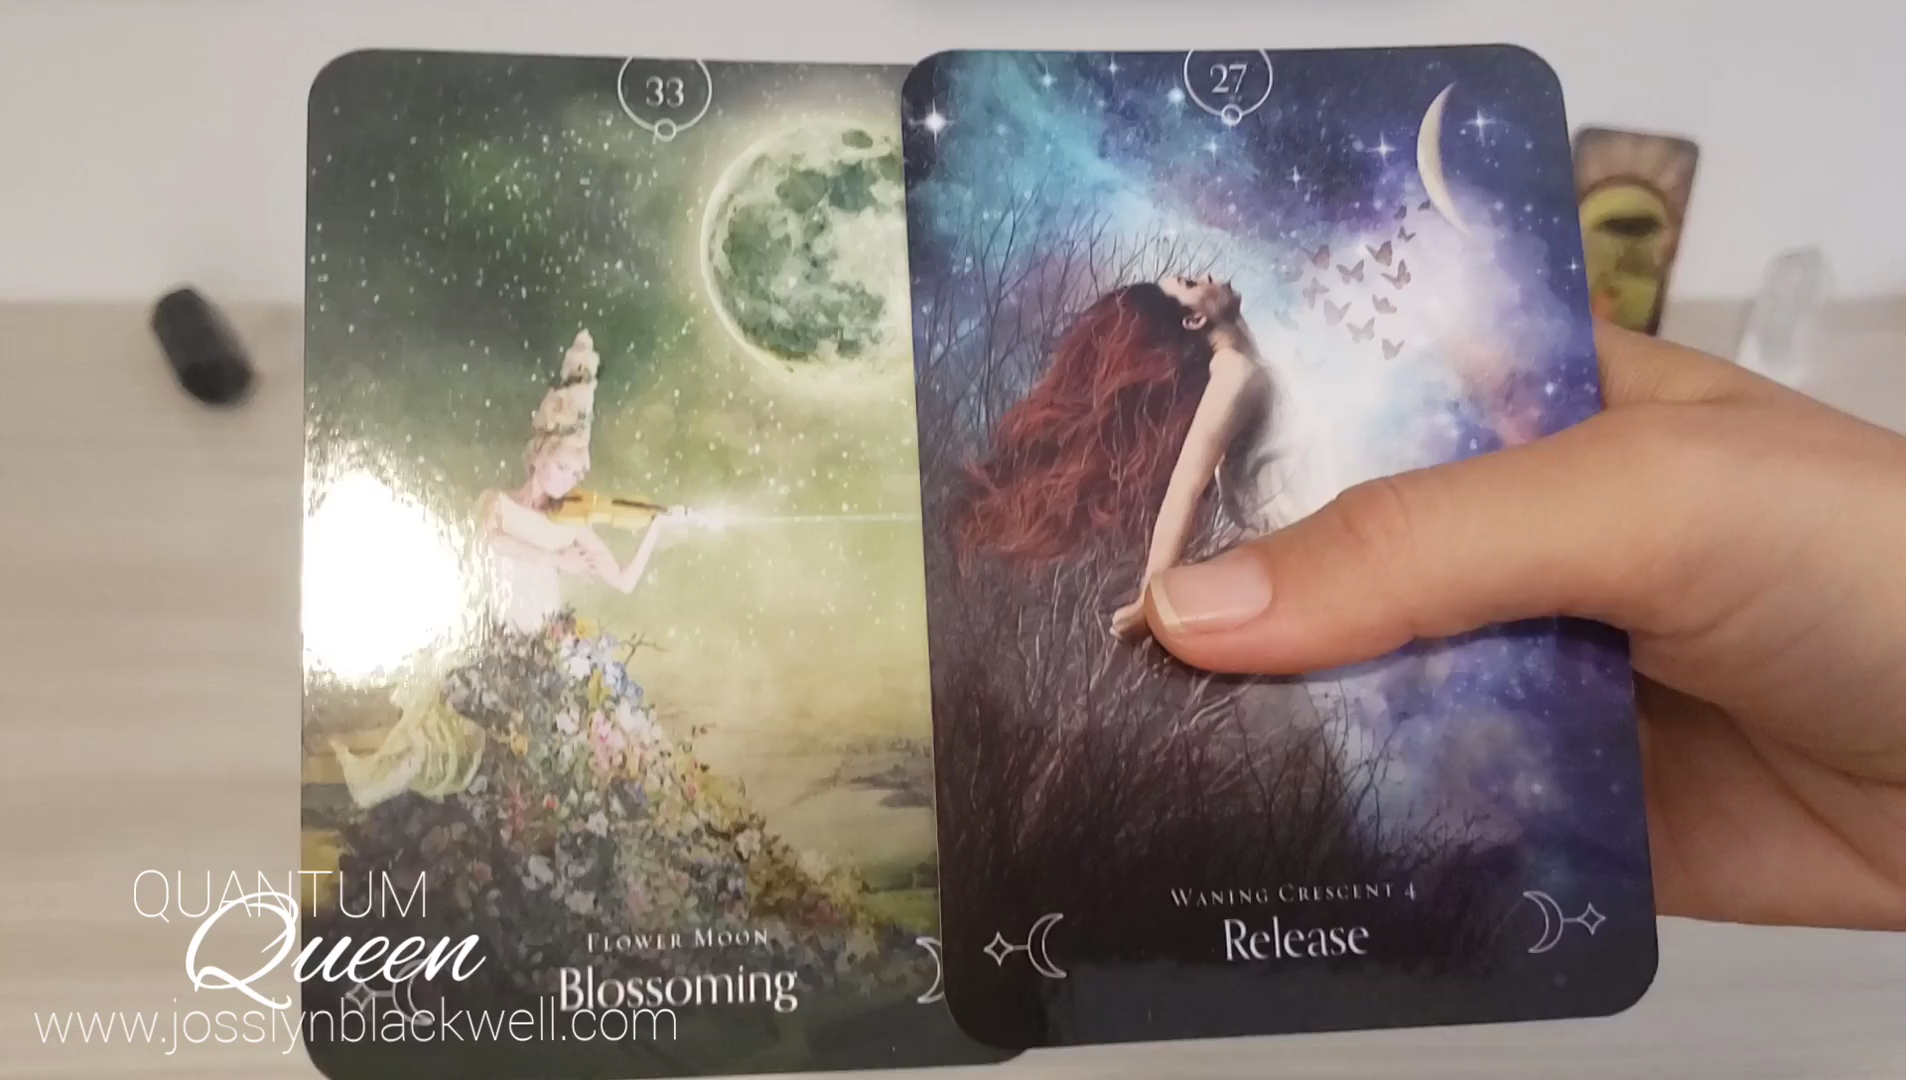 33
27
WANING CRESCENT 4
Release
FLOWER MOON
Blossoming
QUANTUM
Queen
www.josslynblackwell.com